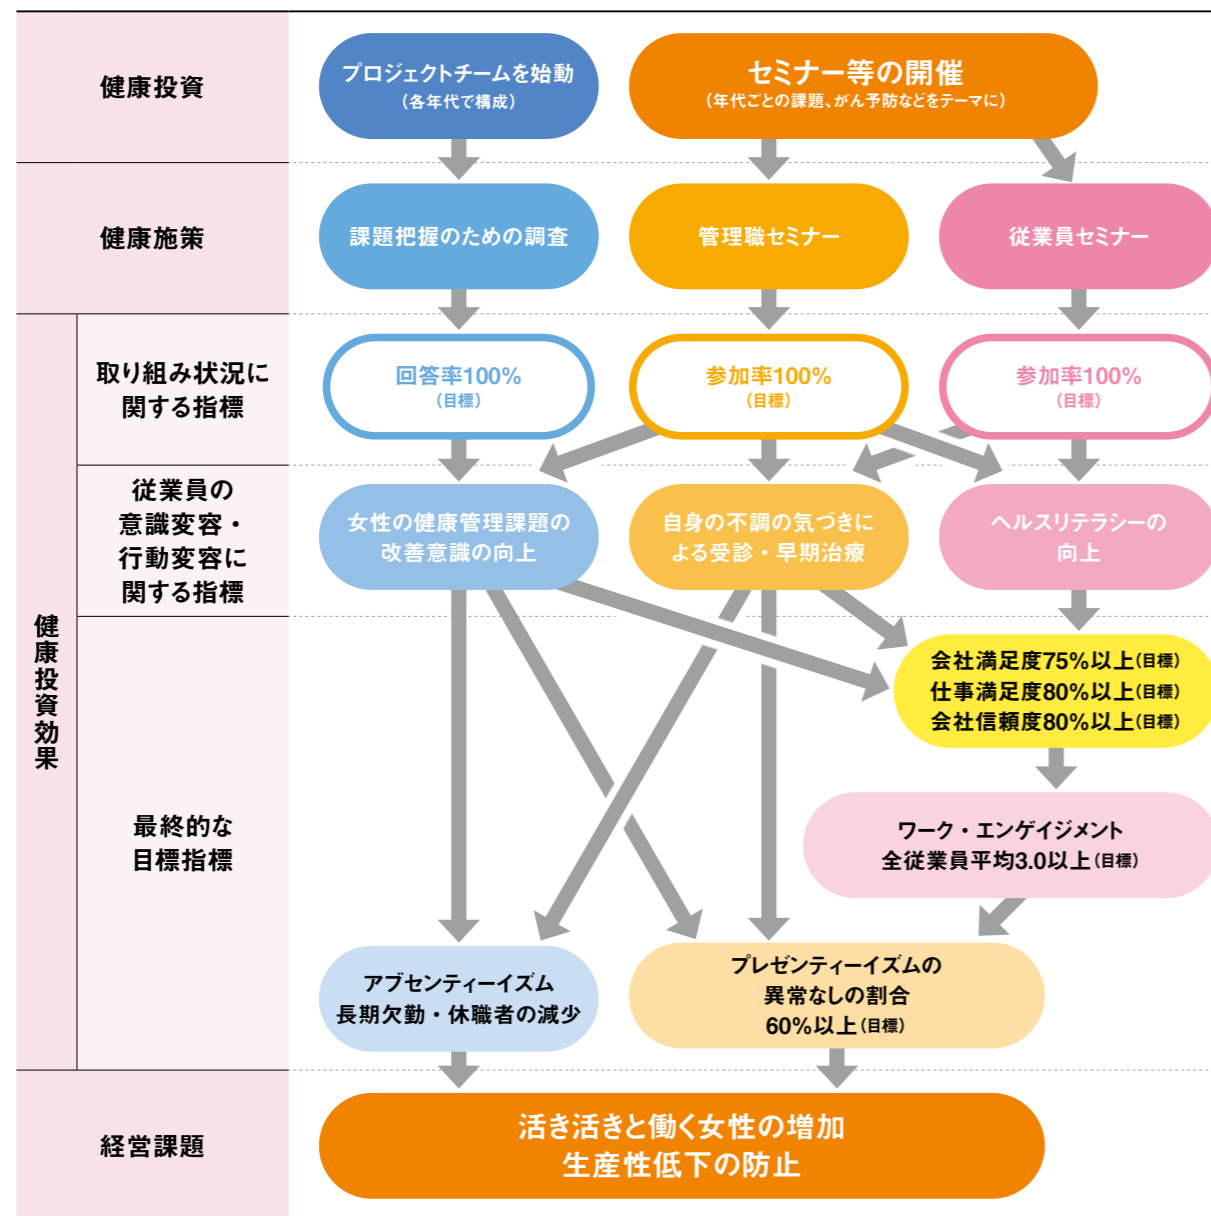 健康投資
プロジェクトチームを始動
（各年代で構成）
セミナー等の開催
（年代ごとの課題、がん予防などをテーマに）
健康施策
課題把握のための調査
管理職セミナー
従業員セミナー
健康投資効果
取り組み状況に
関する指標
回答率100%
（目標）
参加率100%
（目標）
参加率100%
（目標）
従業員の
意識変容・
行動変容に
関する指標
女性の健康管理課題の
改善意識の向上
自身の不調の気づきに
よる受診・早期治療
ヘルスリテラシーの
向上
最終的な
目標指標
会社満足度75%以上（目標）
仕事満足度80%以上（目標）
会社信頼度80%以上（目標）
ワーク・エンゲイジメント
全従業員平均3.0以上（目標）
アブセンティーイズム
長期欠勤・休職者の減少
プレゼンティーイズムの
異常なしの割合
60%以上（目標）
経営課題
活き活きと働く女性の増加
生産性低下の防止